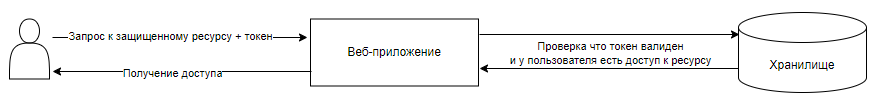 Запрос к защищенному ресурсу + токен
Получение доступа
Веб-приложение
Проверка что токен валиден
и у пользователя есть доступ к ресурсу
Хранилище